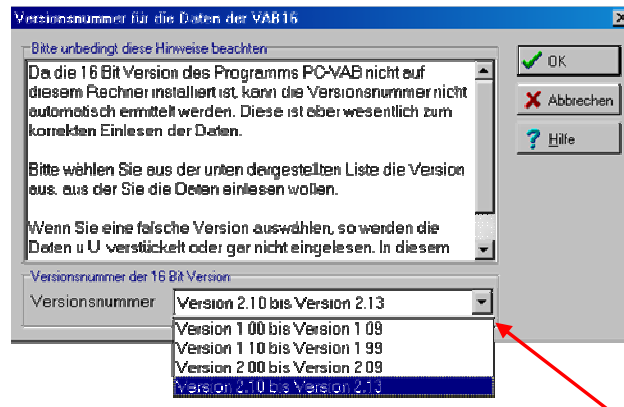 Versionsnummer für die Daten der VAB16
Bitte unbedingt diese Hinweise beachten
Da die 16 Bit Version des Programms PC-VAB nicht auf
diesem Rechner installiert ist, kann die Versionsnummer nicht
automatisch ermittelt werden. Diese ist aber wesentlich zum
korrekten Einlesen der Daten.
Bitte wählen Sie aus der unten dargestellten Liste die Version
aus, aus der Sie die Daten einlesen wollen.
Wenn Sie eine falsche Version auswählen, so werden die
Daten u.U. verstückelt oder gar nicht eingelesen. In diesem
OK
Abbrechen
Hilfe
Versionsnummer der 16 Bit Version
Versionsnummer Version 2.10 bis Version 2.13
Version 1.00 bis Version 1.09
Version 1.10 bis Version 1.99
Version 2.00 bis Version 2.09
Version 2.10 bis Version 2.13